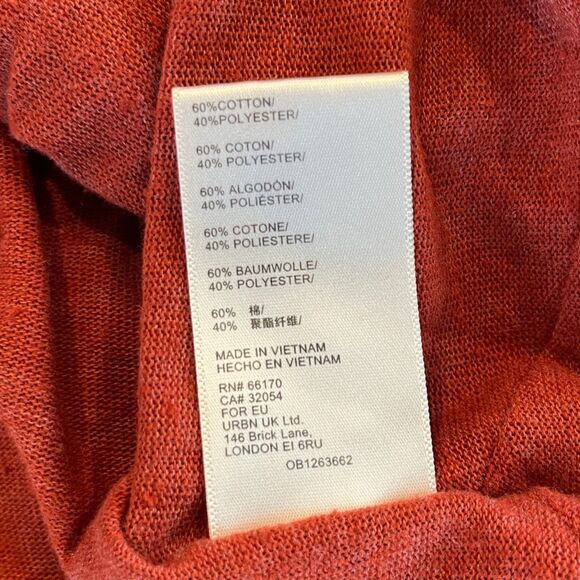 60%COTTON/
40%POLYESTER/
60% COTON/
40% POLYESTER/
60% ALGODÓN/
40% POLIÉSTER/
60% COTONE/
40% POLIESTERE/
60% BAUMWOLLE/
40% POLYESTER/
60% 棉/
40% 聚酯纤维/
MADE IN VIETNAM
HECHO EN VIETNAM
RN# 66170
CA# 32054
FOR EU
URBN UK Ltd.
146 Brick Lane,
LONDON EI 6RU
OB1263662